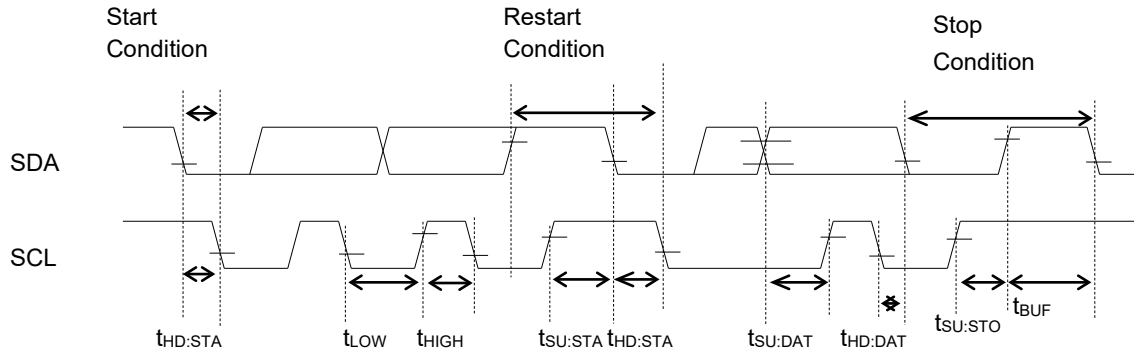 Start
Condition
Restart
Condition
Stop
Condition
SDA
SCL
tHD:STA
tLOW
tHIGH
tSU:STA
tHD:STA
tSU:DAT
tHD:DAT
tSU:STO
tBUF